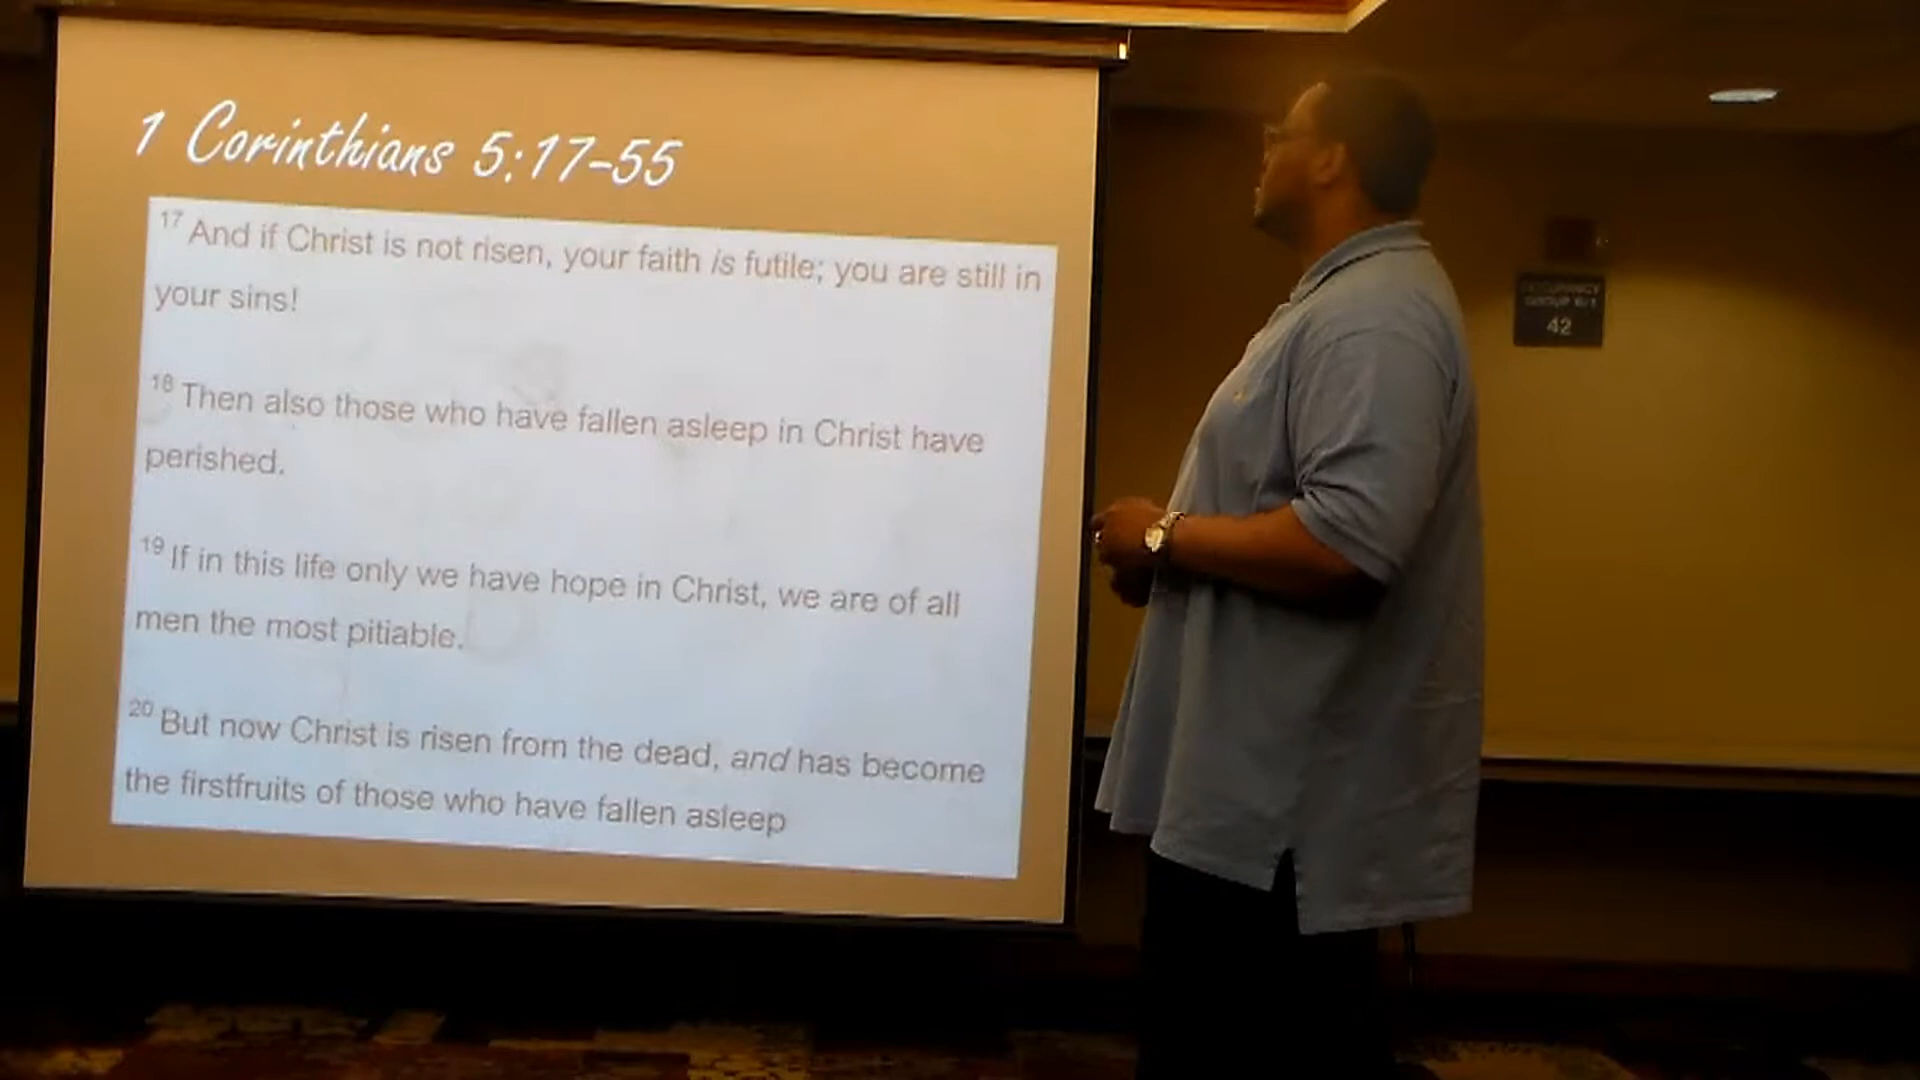 1 Corinthians 5:17-55
17 And if Christ is not risen, your faith is futile; you are still in
your sins!
18 Then also those who have fallen asleep in Christ have
perished.
19 If in this life only we have hope in Christ, we are of all
men the most pitiable.
20 But now Christ is risen from the dead, and has become
the firstfruits of those who have fallen asleep
OCCUPANCY
42